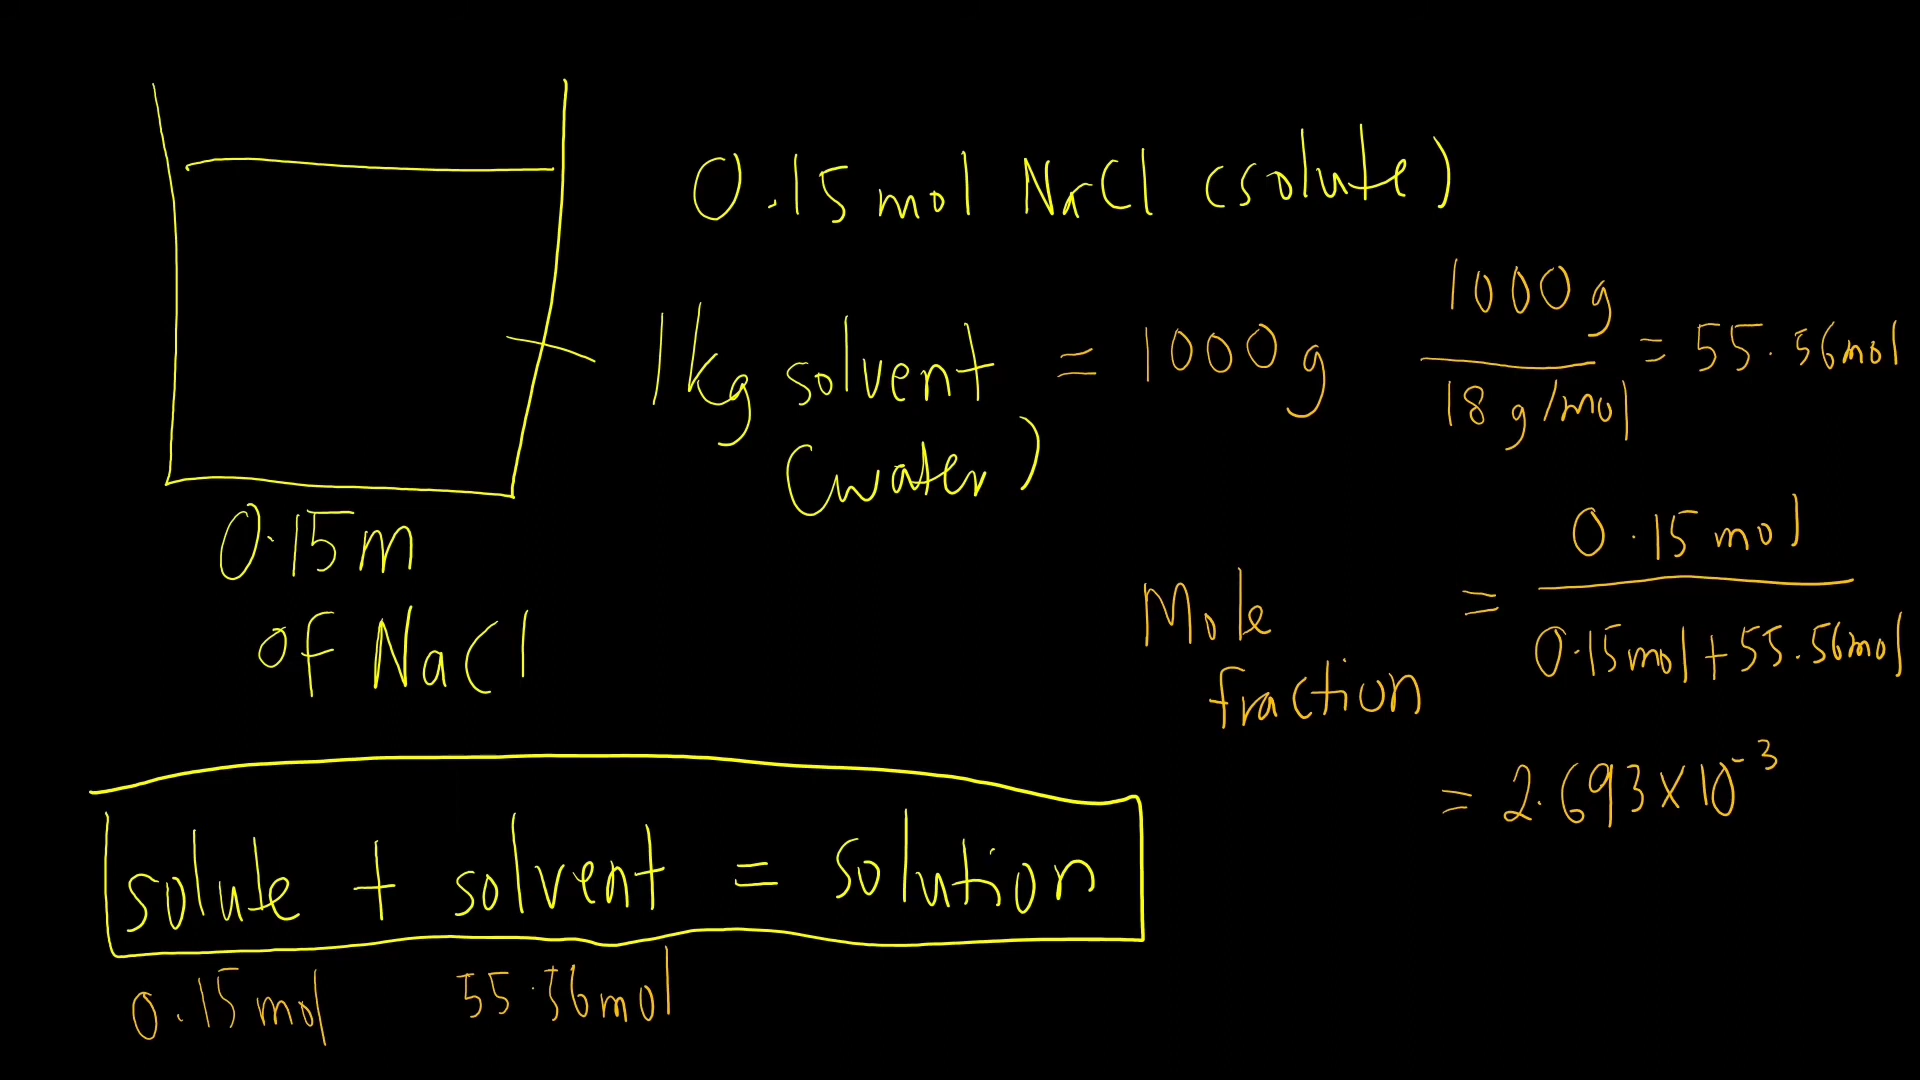 0.15 mol NaCl (solute)
1kg solvent = 1000g
(water)
1000g
18 g/mol
= 55.56mol
0.15m
of NaCl
Mole
fraction
= 0.15 mol
0.15mol+55.56mol
= 2.693×10⁻³
solute + solvent = solution
0.15mol 55.56mol